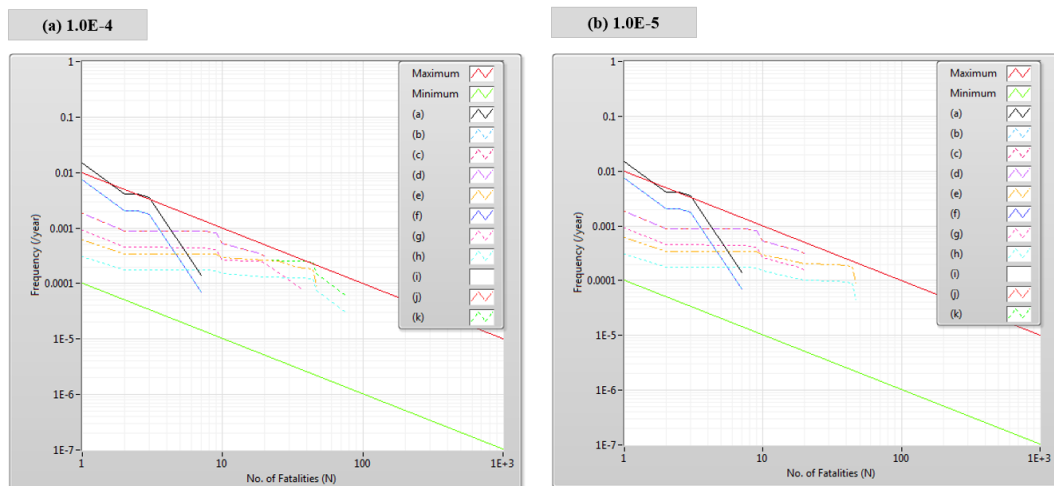 (a) 1.0E-4
1
0.1
0.01
0.001
0.0001
1E-5
1E-6
1E-7
Frequency (/year)
1
10
100
1E+3
No. of Fatalities (N)
Maximum
Minimum
(a)
(b)
(c)
(d)
(e)
(f)
(g)
(h)
(i)
(j)
(k)
(b) 1.0E-5
1
0.1
0.01
0.001
0.0001
1E-5
1E-6
1E-7
Frequency (/year)
1
10
100
1E+3
No. of Fatalities (N)
Maximum
Minimum
(a)
(b)
(c)
(d)
(e)
(f)
(g)
(h)
(i)
(j)
(k)